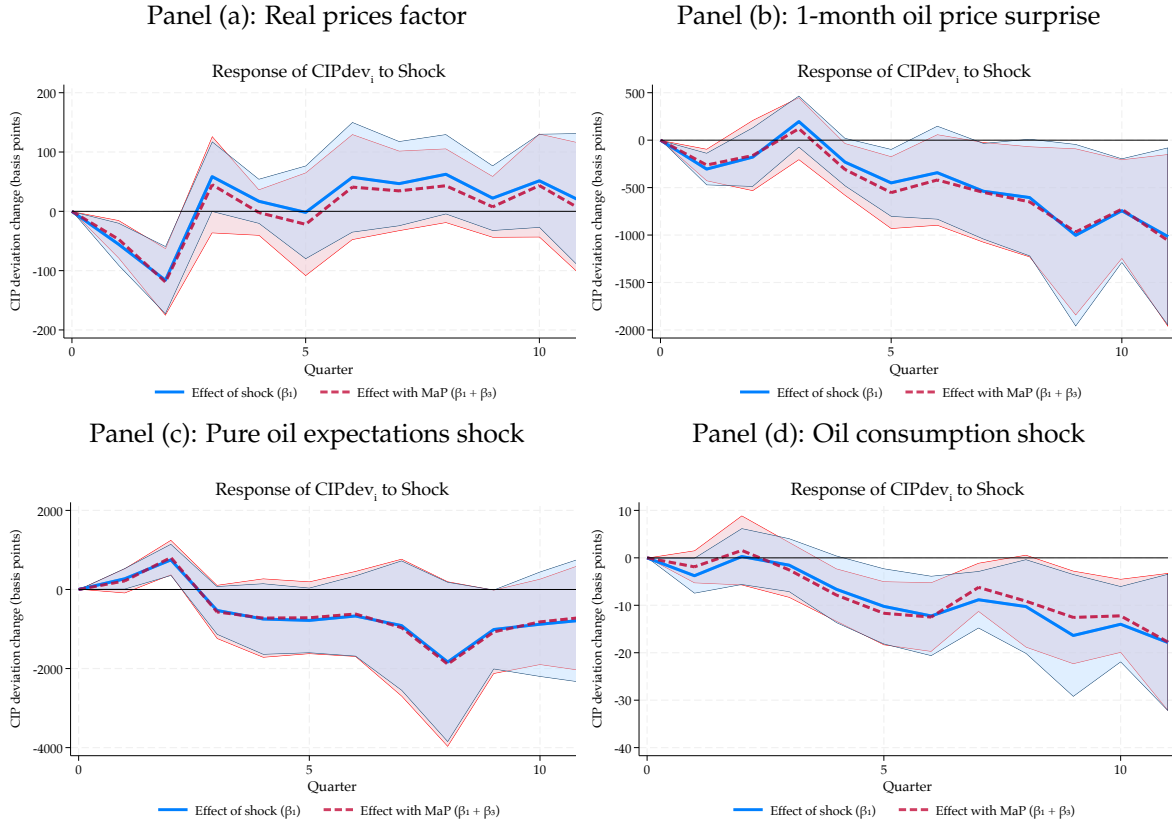 Panel (a): Real prices factor
Response of CIPdevᵢ to Shock
CIP deviation change (basis points)
200
100
0
-100
-200
0
5
10
Quarter
Effect of shock (β₁)
Effect with MaP (β₁ + β₃)
Panel (b): 1-month oil price surprise
Response of CIPdevᵢ to Shock
CIP deviation change (basis points)
500
0
-500
-1000
-1500
-2000
0
5
10
Quarter
Effect of shock (β₁)
Effect with MaP (β₁ + β₃)
Panel (c): Pure oil expectations shock
Response of CIPdevᵢ to Shock
CIP deviation change (basis points)
2000
0
-2000
-4000
0
5
10
Quarter
Effect of shock (β₁)
Effect with MaP (β₁ + β₃)
Panel (d): Oil consumption shock
Response of CIPdevᵢ to Shock
CIP deviation change (basis points)
10
0
-10
-20
-30
-40
0
5
10
Quarter
Effect of shock (β₁)
Effect with MaP (β₁ + β₃)